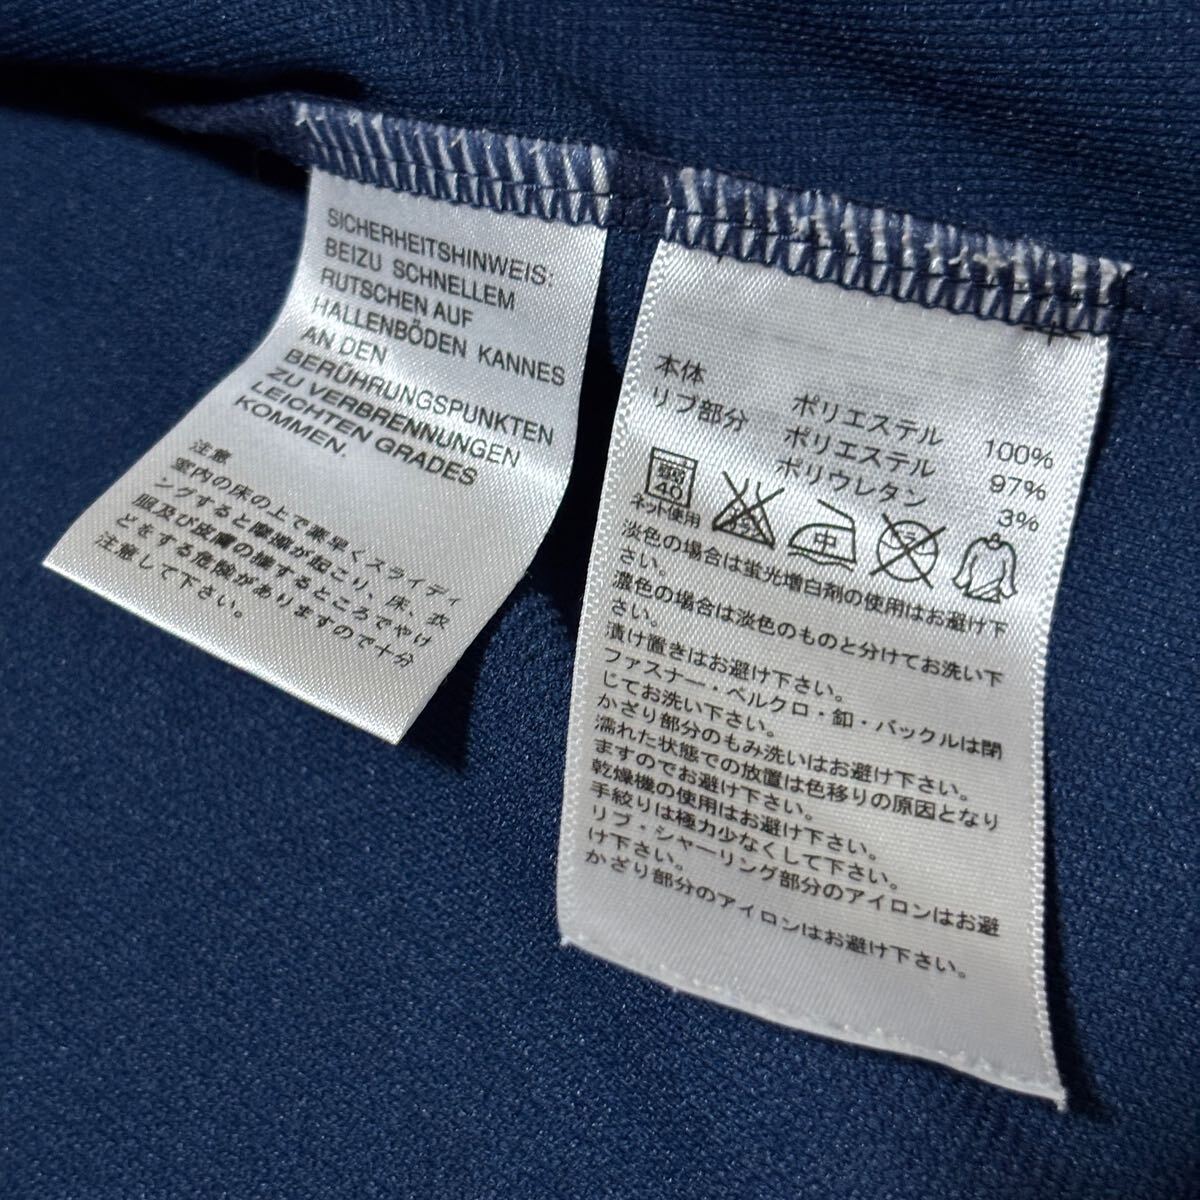 SICHERHEITSHINWEIS:
BEIZU SCHNELLEM
RUTSCHEN AUF
HALLENBÖDEN KANNES
AN DEN
BERÜHRUNGSPUNKTEN
ZU VERBRENNUNGEN
LEICHTEN GRADES
KOMMEN.
注意
室内の床の上で素早くスライディ
ングすると摩擦が起こり、床、衣
服及び皮膚の接するところでやけ
どをする危険がありますので十分
注意して下さい。
本体 ポリエステル 100%
リブ部分 ポリエステル 97%
ポリウレタン 3%
40
中
ネット使用
淡色の場合は蛍光増白剤の使用はお避け下
さい。
濃色の場合は淡色のものと分けてお洗い下
さい。
漬け置きはお避け下さい。
ファスナー・ベルクロ・釦・バックルは閉
じてお洗い下さい。
かざり部分のもみ洗いはお避け下さい。
濡れた状態での放置は色移りの原因となり
ますのでお避け下さい。
乾燥機の使用はお避け下さい。
手絞りは極力少なくして下さい。
リブ・シャーリング部分のアイロンはお避
け下さい。
かざり部分のアイロンはお避け下さい。